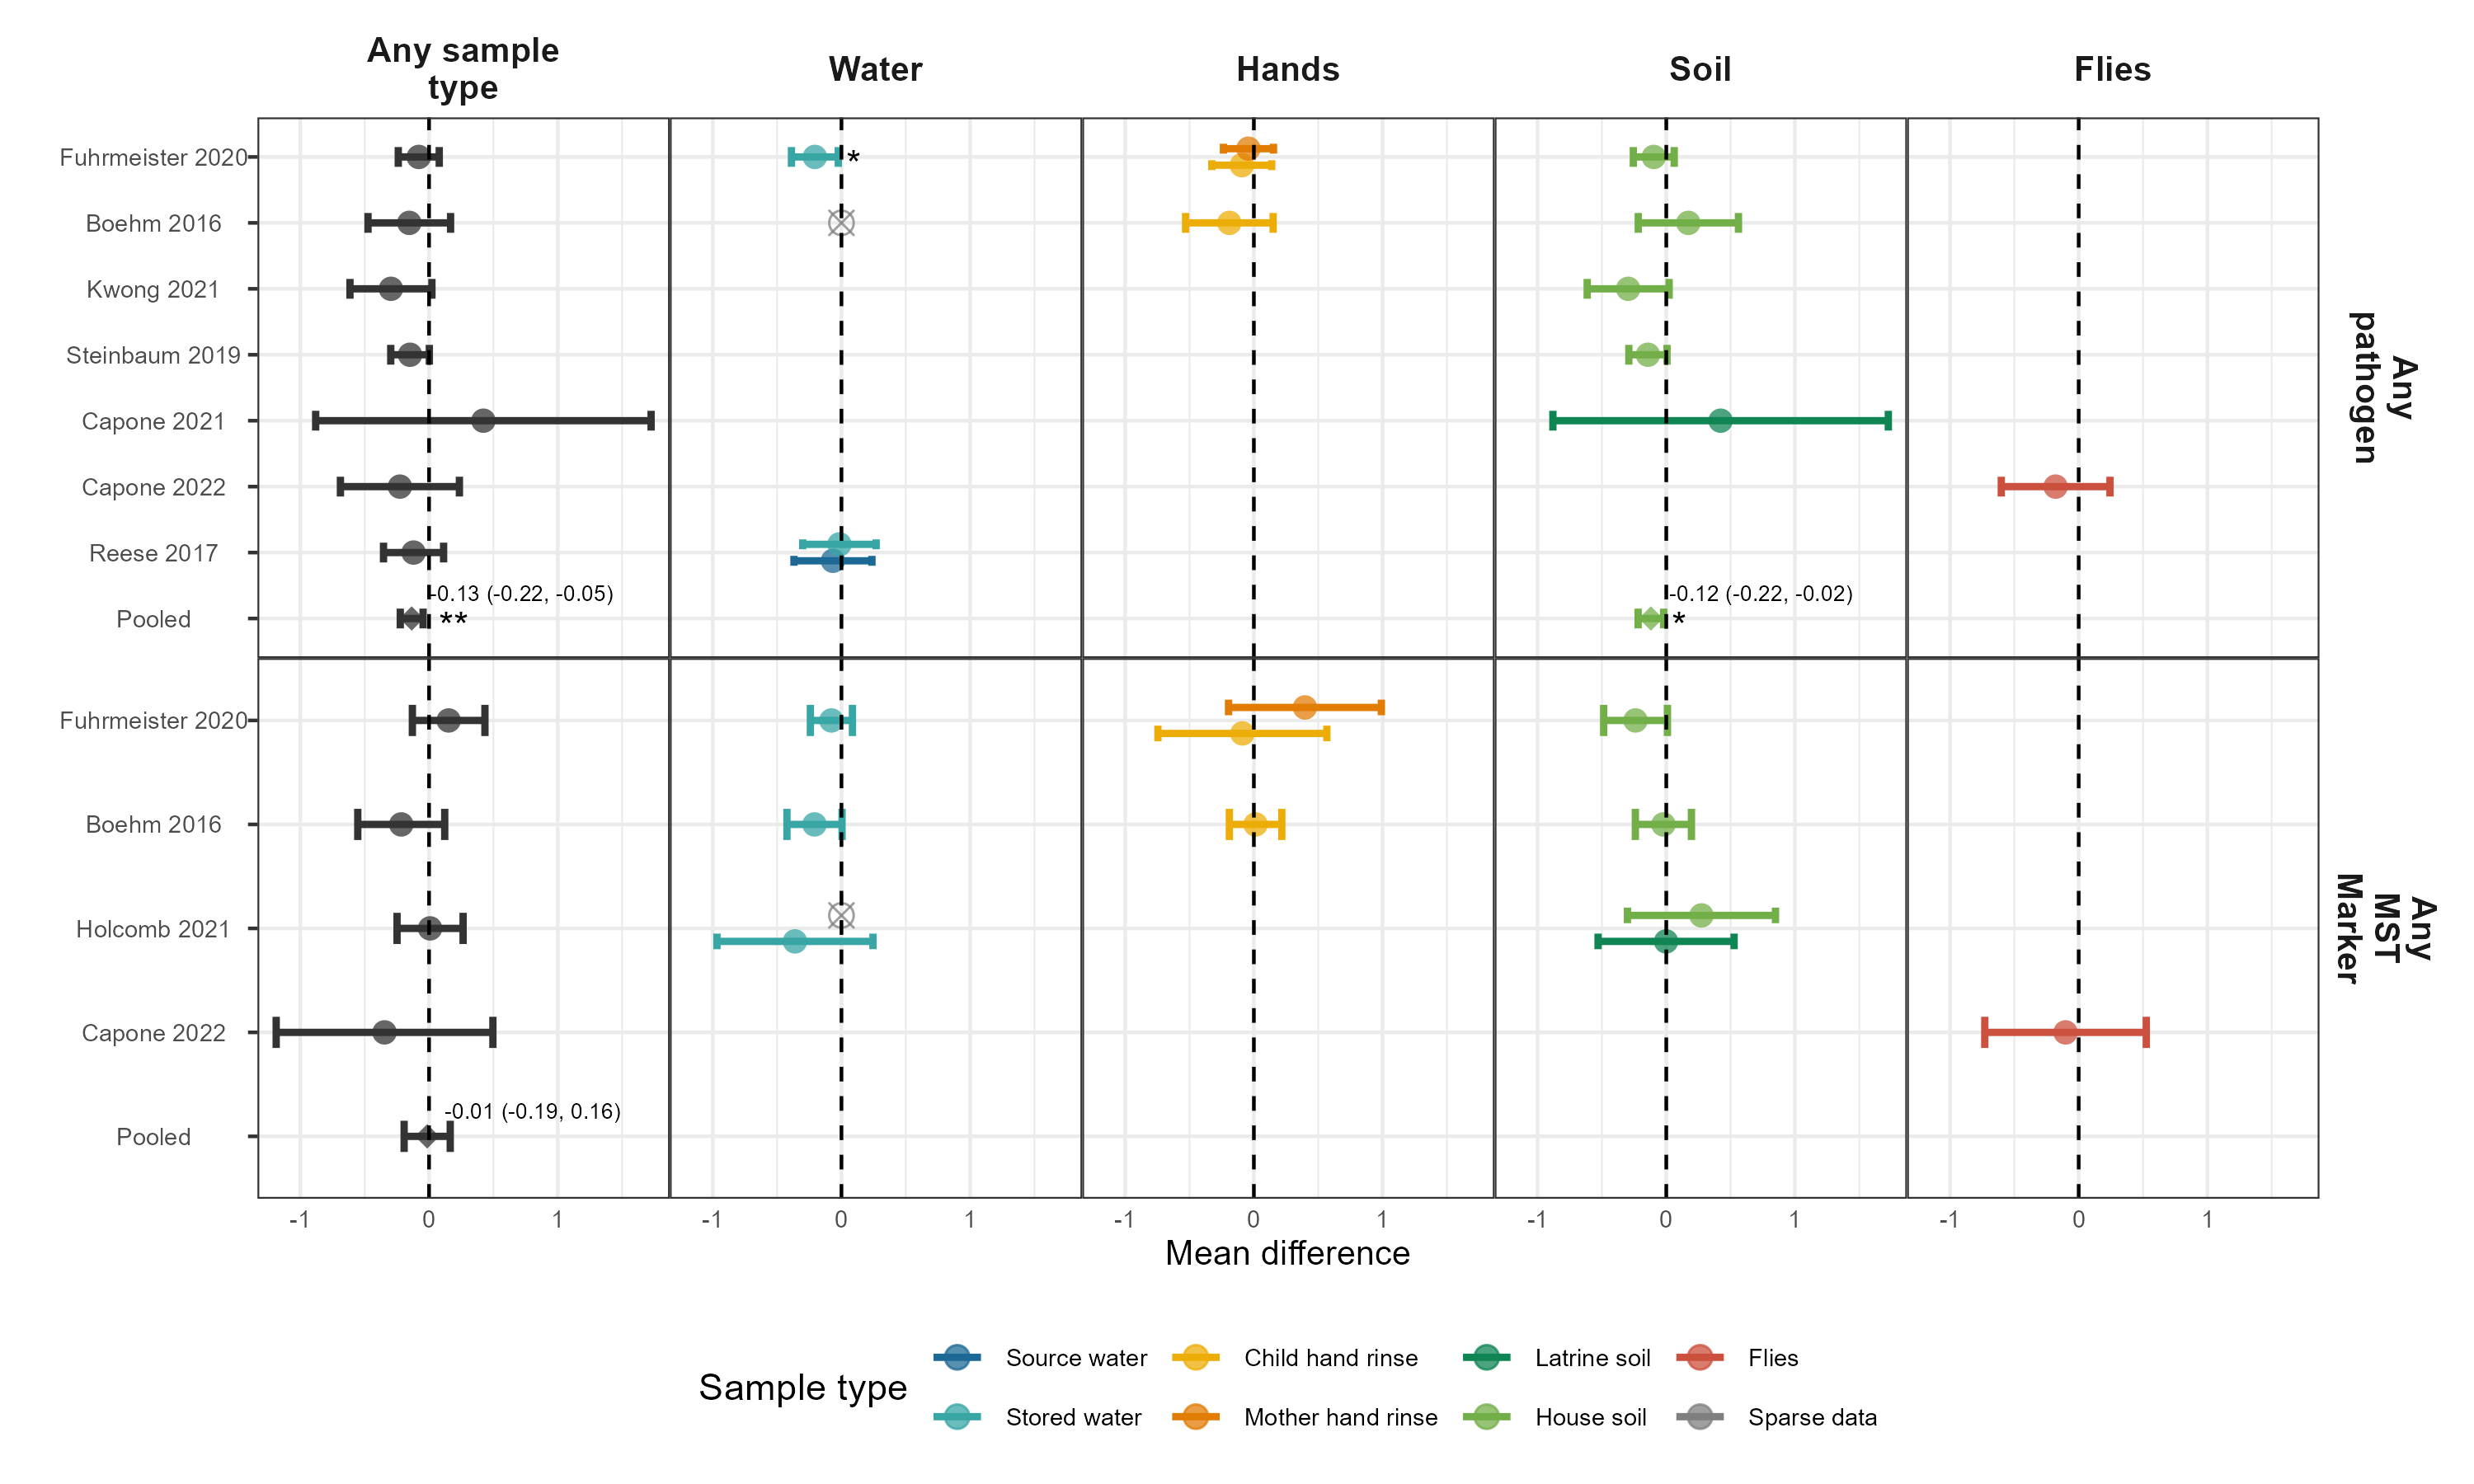 Any sample
type
Water
Hands
Soil
Flies
Fuhrmeister 2020
*
Boehm 2016
Kwong 2021
Steinbaum 2019
Capone 2021
Capone 2022
Reese 2017
-0.13 (-0.22, -0.05)
-0.12 (-0.22, -0.02)
Pooled
**
*
Any
pathogen
Fuhrmeister 2020
Boehm 2016
Holcomb 2021
Capone 2022
-0.01 (-0.19, 0.16)
Pooled
Any
MST
Marker
-1 0 1
-1 0 1
-1 0 1
-1 0 1
-1 0 1
Mean difference
Sample type
Source water
Child hand rinse
Latrine soil
Flies
Stored water
Mother hand rinse
House soil
Sparse data